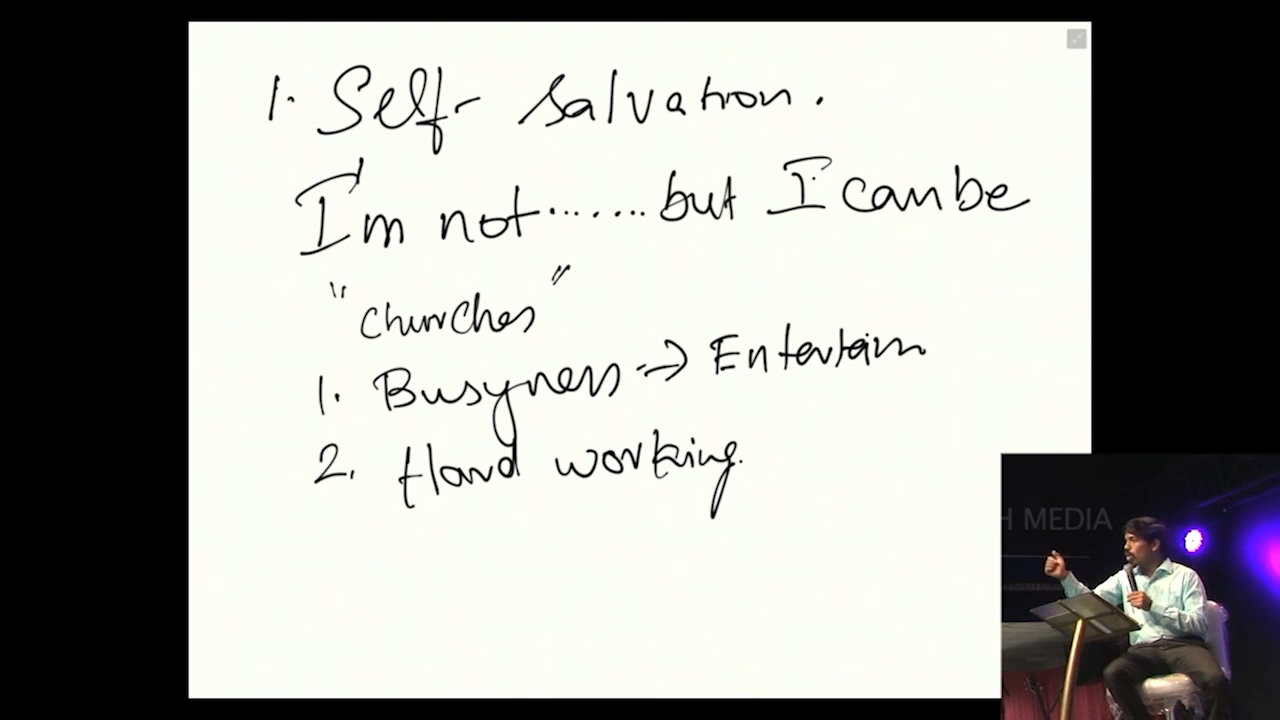 1. Self- Salvation.
I'm not....... but I can be
"Churches"
1. Busyness => Entertain
2. Hard working.
H MEDIA